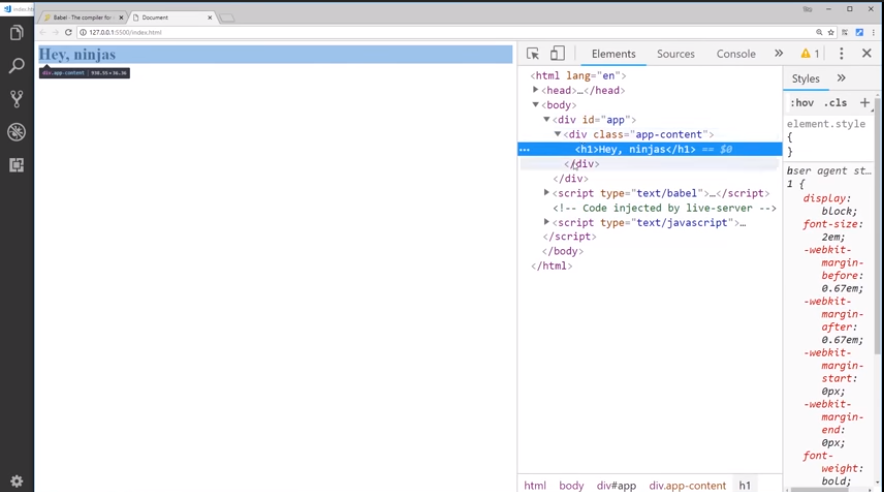 Babel · The compiler for
Document
127.0.0.1:5500/index.html
Hey, ninjas
div.app-content
Elements
Sources
Console
1
<html lang="en">
<head>…</head>
<body>
<div id="app">
<div class="app-content">
<h1>Hey, ninjas</h1> == $0
</div>
</div>
<script type="text/babel">…</script>
<!-- Code injected by live-server -->
<script type="text/javascript">…
</script>
</body>
</html>
html body div#app div.app-content h1
Styles
:hov .cls +
element.style
{
}
user agent st…
1 {
display:
block;
font-size:
2em;
-webkit-
margin-
before:
0.67em;
-webkit-
margin-
after:
0.67em;
-webkit-
margin-
start:
0px;
-webkit-
margin-
end:
0px;
font-
weight:
bold;